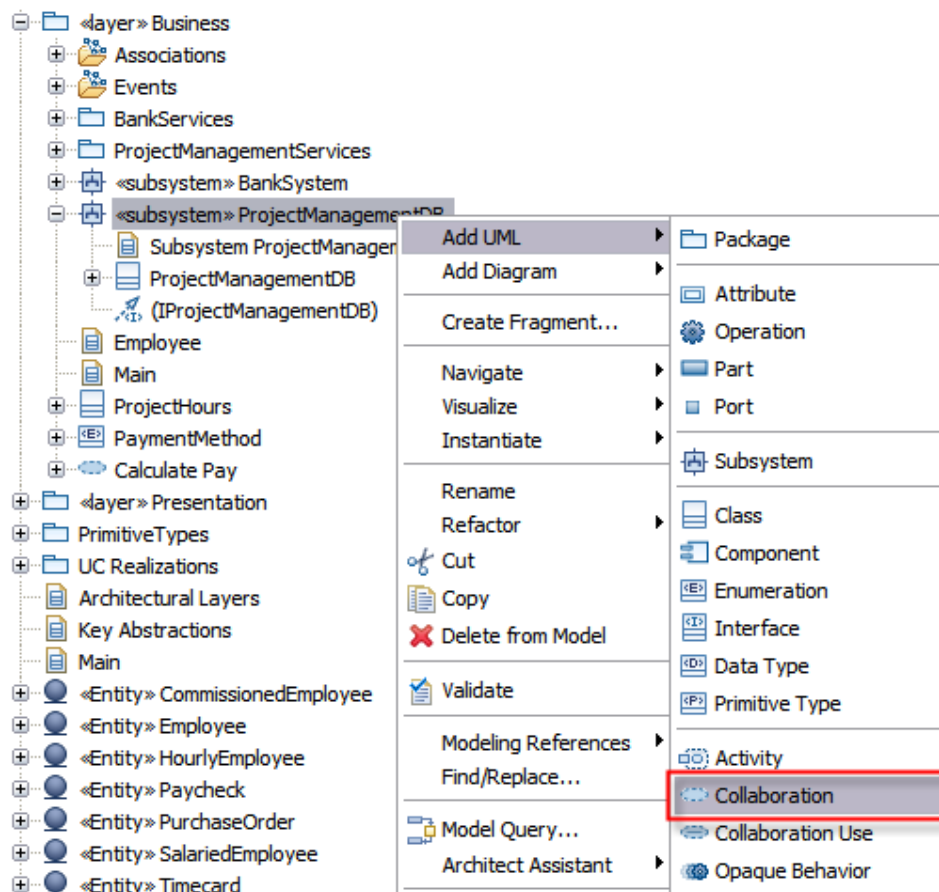 «layer» Business
Associations
Events
BankServices
ProjectManagementServices
«subsystem» BankSystem
«subsystem» ProjectManagementDB
Subsystem ProjectManager
ProjectManagementDB
(IProjectManagementDB)
Employee
Main
ProjectHours
<E> PaymentMethod
Calculate Pay
«layer» Presentation
PrimitiveTypes
UC Realizations
Architectural Layers
Key Abstractions
Main
«Entity» CommissionedEmployee
«Entity» Employee
«Entity» HourlyEmployee
«Entity» Paycheck
«Entity» PurchaseOrder
«Entity» SalariedEmployee
«Entity» Timecard
Add UML
Add Diagram
Create Fragment...
Navigate
Visualize
Instantiate
Rename
Refactor
Cut
Copy
Delete from Model
Validate
Modeling References
Find/Replace...
Model Query...
Architect Assistant
Package
Attribute
Operation
Part
Port
Subsystem
Class
Component
<E> Enumeration
<I> Interface
<D> Data Type
<P> Primitive Type
Activity
Collaboration
Collaboration Use
Opaque Behavior